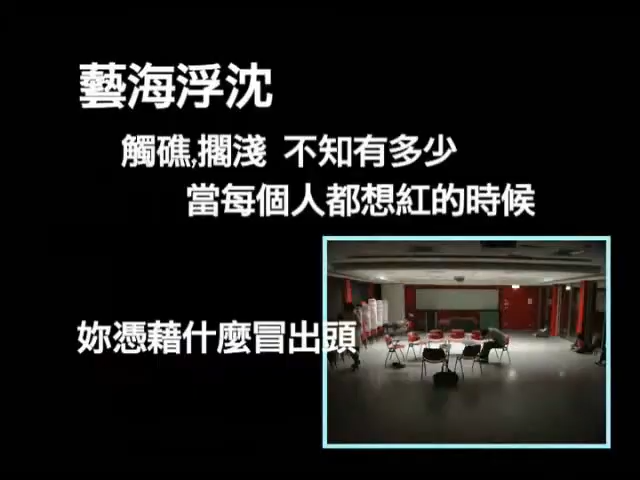 藝海浮沈
觸礁,擱淺 不知有多少
當每個人都想紅的時候
妳憑藉什麼冒出頭